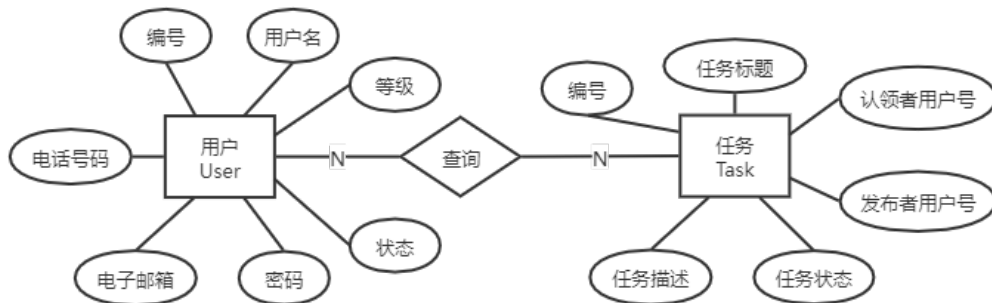 编号
用户名
等级
电话号码
用户
User
N
查询
N
电子邮箱
密码
状态
编号
任务标题
认领者用户号
任务
Task
发布者用户号
任务描述
任务状态